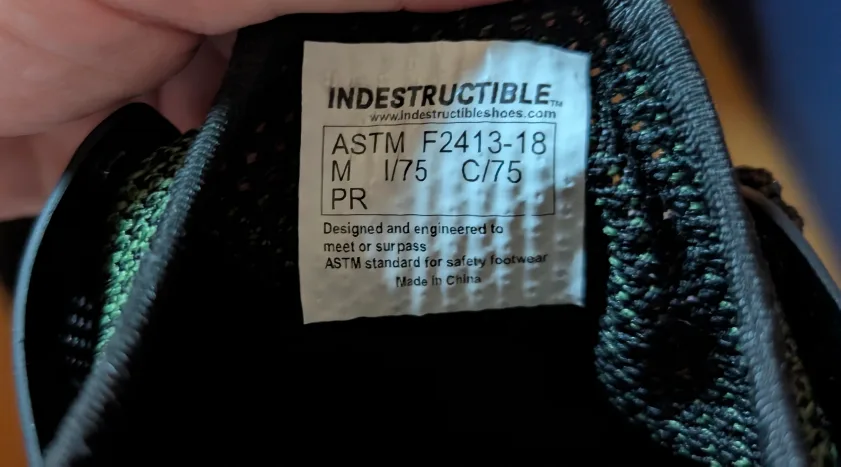 INDESTRUCTIBLE™
www.indestructibleshoes.com
ASTM F2413-18
M I/75 C/75
PR
Designed and engineered to
meet or surpass
ASTM standard for safety footwear
Made in China